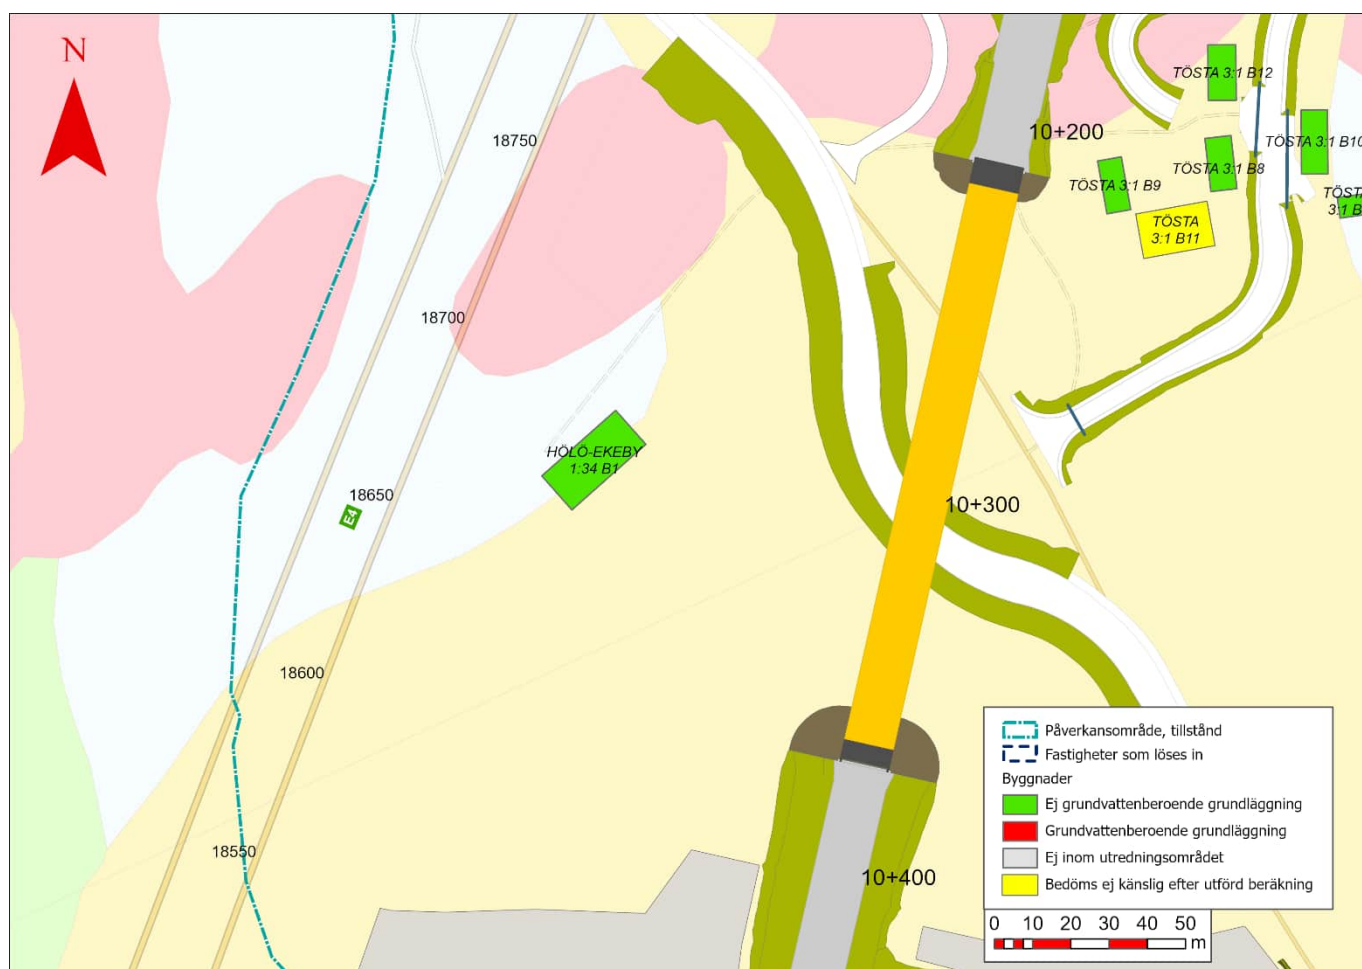 N
18750
10+200
TÖSTA 3:1 B12
TÖSTA 3:1 B10
TÖSTA 3:1 B8
TÖSTA 3:1 B9
TÖSTA
3:1 B
TÖSTA
3:1 B11
18700
HÖLÖ-EKEBY
1:34 B1
18650
E4
10+300
18600
18550
10+400
Påverkansområde, tillstånd
Fastigheter som löses in
Byggnader
Ej grundvattenberoende grundläggning
Grundvattenberoende grundläggning
Ej inom utredningsområdet
Bedöms ej känslig efter utförd beräkning
0 10 20 30 40 50
m